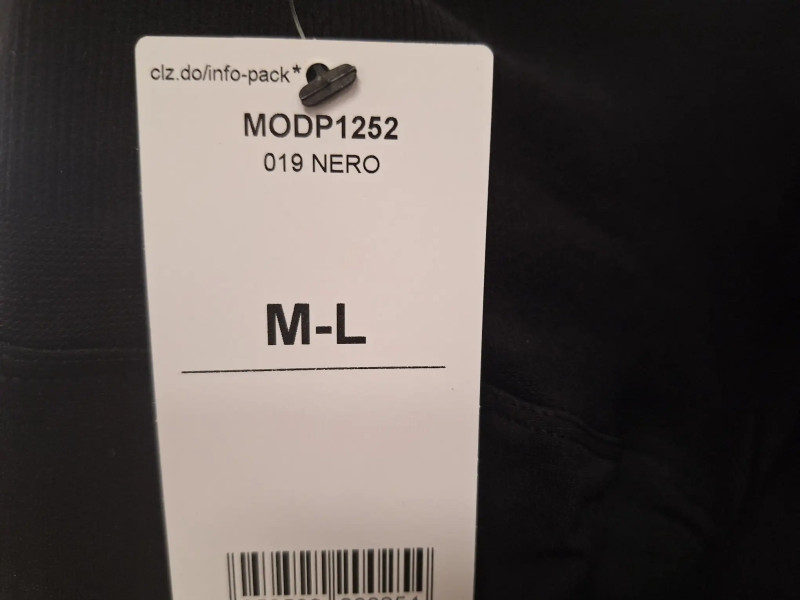 clz.do/info-pack*
MODP1252
019 NERO
M-L